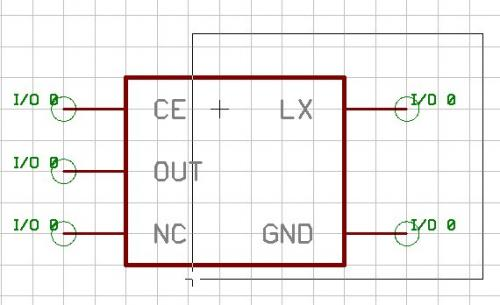 I/O 0 CE LX I/O 0
I/O 0 OUT
I/O 0 NC GND I/O 0